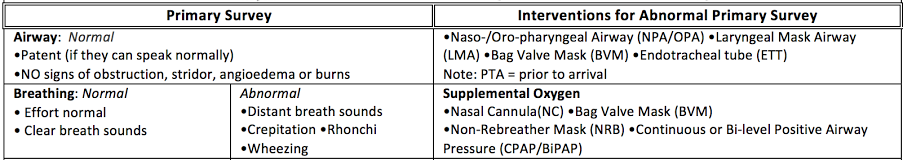 Primary Survey
Interventions for Abnormal Primary Survey
Airway: Normal
•Patent (if they can speak normally)
•NO signs of obstruction, stridor, angioedema or burns
•Naso-/Oro-pharyngeal Airway (NPA/OPA) •Laryngeal Mask Airway
(LMA) •Bag Valve Mask (BVM) •Endotracheal tube (ETT)
Note: PTA = prior to arrival
Breathing: Normal
• Effort normal
• Clear breath sounds
Abnormal
•Distant breath sounds
•Crepitation •Rhonchi
•Wheezing
Supplemental Oxygen
•Nasal Cannula(NC) •Bag Valve Mask (BVM)
•Non-Rebreather Mask (NRB) •Continuous or Bi-level Positive Airway
Pressure (CPAP/BiPAP)